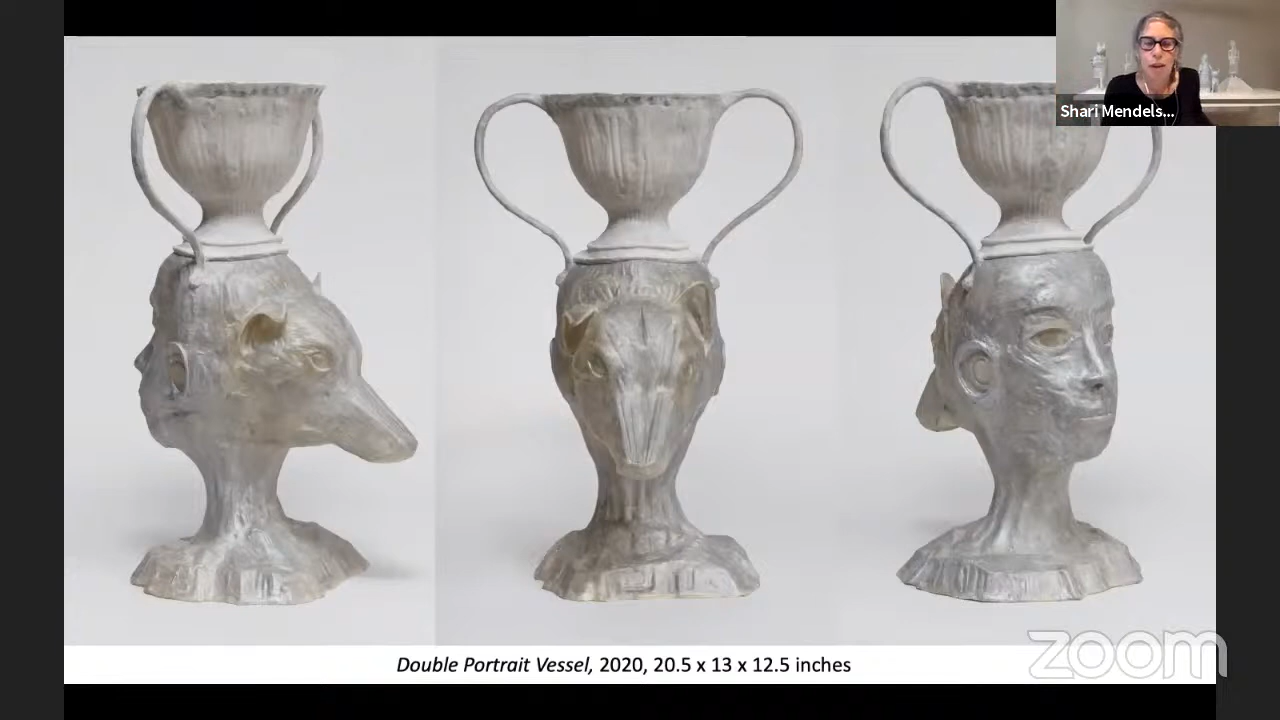 Shari Mendels...
Double Portrait Vessel, 2020, 20.5 x 13 x 12.5 inches
zoom